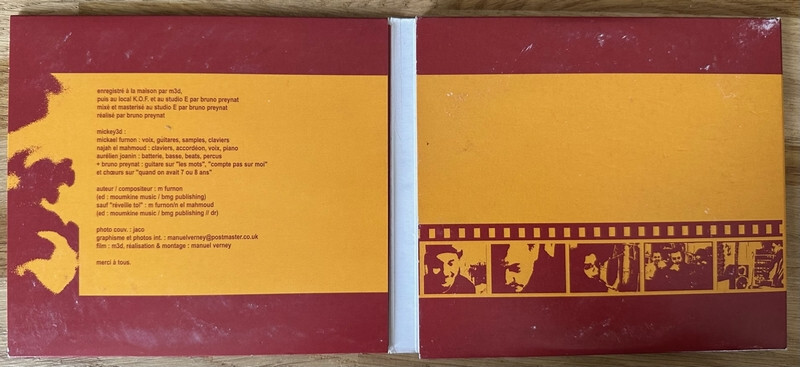 enregistré à la maison par m3d,
puis au local K.O.F. et au studio E par bruno preynat
mixé et masterisé au studio E par bruno preynat
réalisé par bruno preynat
mickey3d :
mickael furnon : voix, guitares, samples, claviers
najah el mahmoud : claviers, accordéon, voix, piano
aurélien joanin : batterie, basse, beats, percus
+ bruno preynat : guitare sur "les mots", "compte pas sur moi"
et chœurs sur "quand on avait 7 ou 8 ans"
auteur / compositeur : m furnon
(ed : moumkine music / bmg publishing)
sauf "réveille toi" : m furnon/n el mahmoud
(ed : moumkine music / bmg publishing // dr)
photo couv. : jaco
graphisme et photos int. : manuelverney@postmaster.co.uk
film : m3d, réalisation & montage : manuel verney
merci à tous.